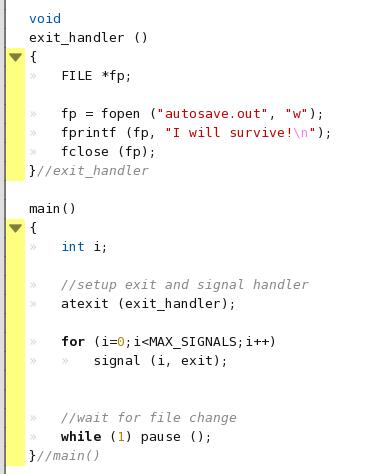 void
exit_handler ()
{
» FILE *fp;
» fp = fopen ("autosave.out", "w");
» fprintf (fp, "I will survive!\n");
» fclose (fp);
}//exit_handler
main()
{
» int i;
» //setup exit and signal handler
» atexit (exit_handler);
» for (i=0;i<MAX_SIGNALS;i++)
» » signal (i, exit);
» //wait for file change
» while (1) pause ();
}//main()